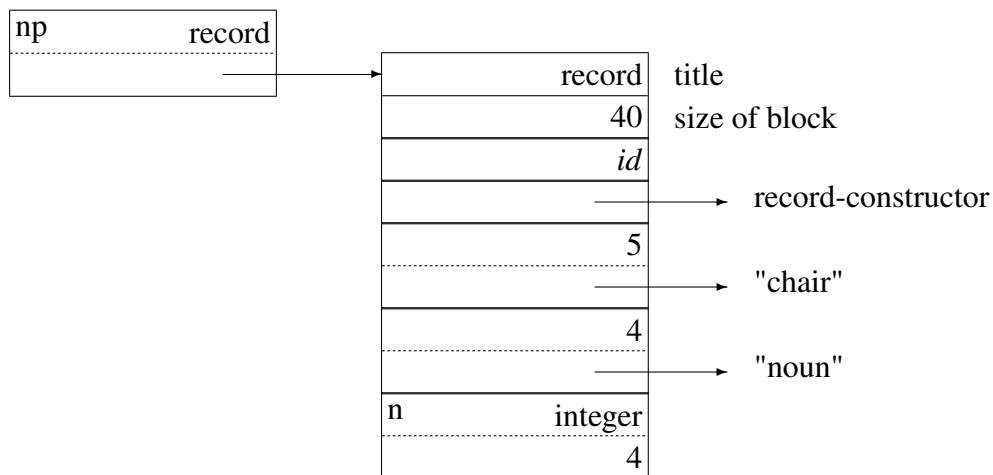 np record
record title
40 size of block
id
record-constructor
5
"chair"
4
"noun"
n integer
4